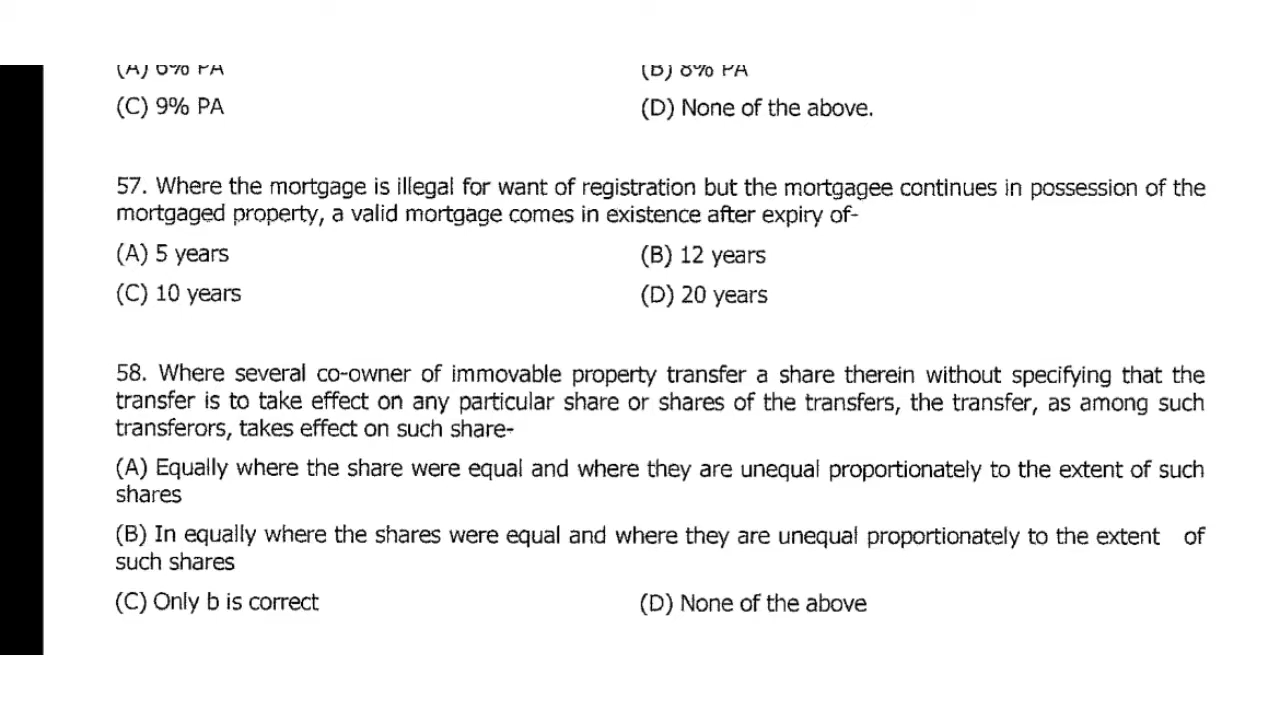 (A) 6% PA (B) 8% PA
(C) 9% PA (D) None of the above.
57. Where the mortgage is illegal for want of registration but the mortgagee continues in possession of the
mortgaged property, a valid mortgage comes in existence after expiry of-
(A) 5 years (B) 12 years
(C) 10 years (D) 20 years
58. Where several co-owner of immovable property transfer a share therein without specifying that the
transfer is to take effect on any particular share or shares of the transfers, the transfer, as among such
transferors, takes effect on such share-
(A) Equally where the share were equal and where they are unequal proportionately to the extent of such
shares
(B) In equally where the shares were equal and where they are unequal proportionately to the extent of
such shares
(C) Only b is correct (D) None of the above